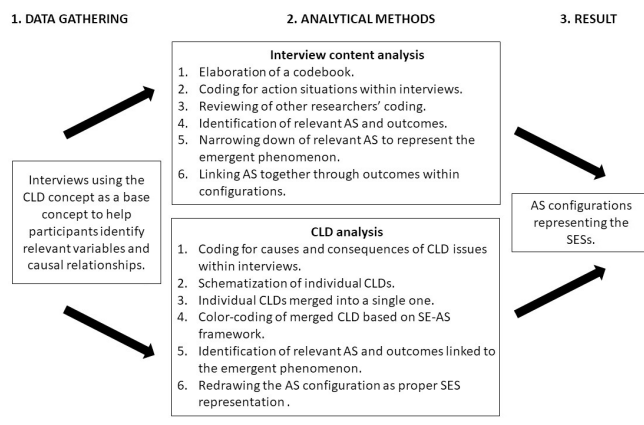 1. DATA GATHERING
2. ANALYTICAL METHODS
3. RESULT
Interviews using the
CLD concept as a base
concept to help
participants identify
relevant variables and
causal relationships.
Interview content analysis
1. Elaboration of a codebook.
2. Coding for action situations within interviews.
3. Reviewing of other researchers' coding.
4. Identification of relevant AS and outcomes.
5. Narrowing down of relevant AS to represent the
emergent phenomenon.
6. Linking AS together through outcomes within
configurations.
CLD analysis
1. Coding for causes and consequences of CLD issues
within interviews.
2. Schematization of individual CLDs.
3. Individual CLDs merged into a single one.
4. Color-coding of merged CLD based on SE-AS
framework.
5. Identification of relevant AS and outcomes linked to
the emergent phenomenon.
6. Redrawing the AS configuration as proper SES
representation .
AS configurations
representing the
SESs.